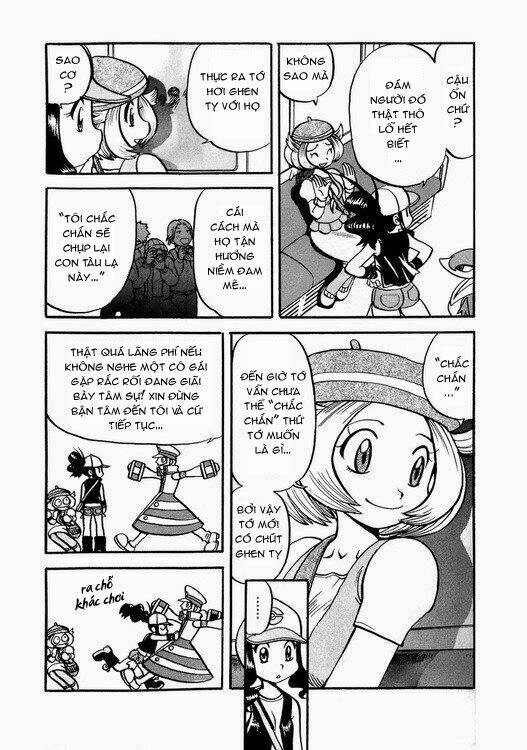 CẬU
ỔN
CHỨ?
ĐÁM
NGƯỜI ĐÓ
THẬT THÔ
LỖ HẾT
BIẾT
...
KHÔNG
SAO MÀ
THỰC RA TỚ
HƠI GHEN
TỴ VỚI HỌ
SAO
CƠ
?
CÁI
CÁCH MÀ
HỌ TẬN
HƯỞNG
NIỀM ĐAM
MÊ...
"TÔI CHẮC
CHẮN SẼ
CHỤP LẠI
CON TÀU LẠ
NÀY..."
"CHẮC
CHẮN
..."
ĐẾN GIỜ TỚ
VẨN CHƯA
THỂ "CHẮC
CHẮN" THỨ
TỚ MUỐN
LÀ GÌ...
BỞI VẬY
TỚ MỚI
CÓ CHÚT
GHEN TỴ
......
THẬT QUÁ LÃNG PHÍ NẾU
KHÔNG NGHE MỘT CÔ GÁI
GẶP RẮC RỐI ĐANG GIÃI
BÀY TÂM SỰ! XIN ĐỪNG
BẬN TÂM ĐẾN TÔI VÀ CỨ
TIẾP TỤC...
ra chỗ
khác chơi